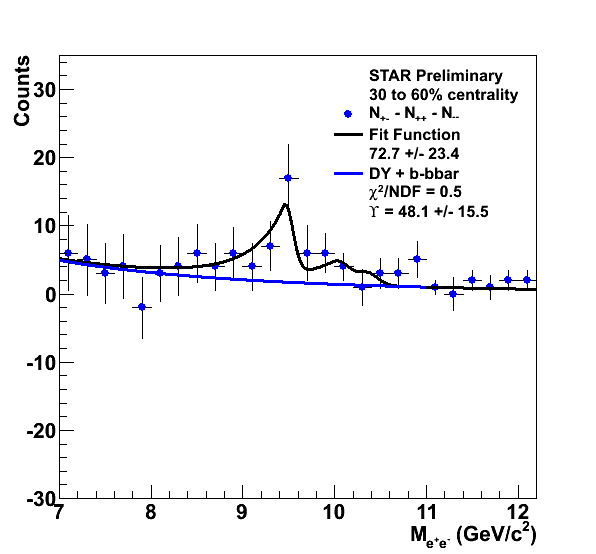 Counts
30
20
10
0
-10
-20
-30
STAR Preliminary
30 to 60% centrality
N+- - N++ - N--
Fit Function
72.7 +/- 23.4
DY + b-bbar
χ²/NDF = 0.5
ϒ = 48.1 +/- 15.5
7 8 9 10 11 12
Me⁺e⁻ (GeV/c²)